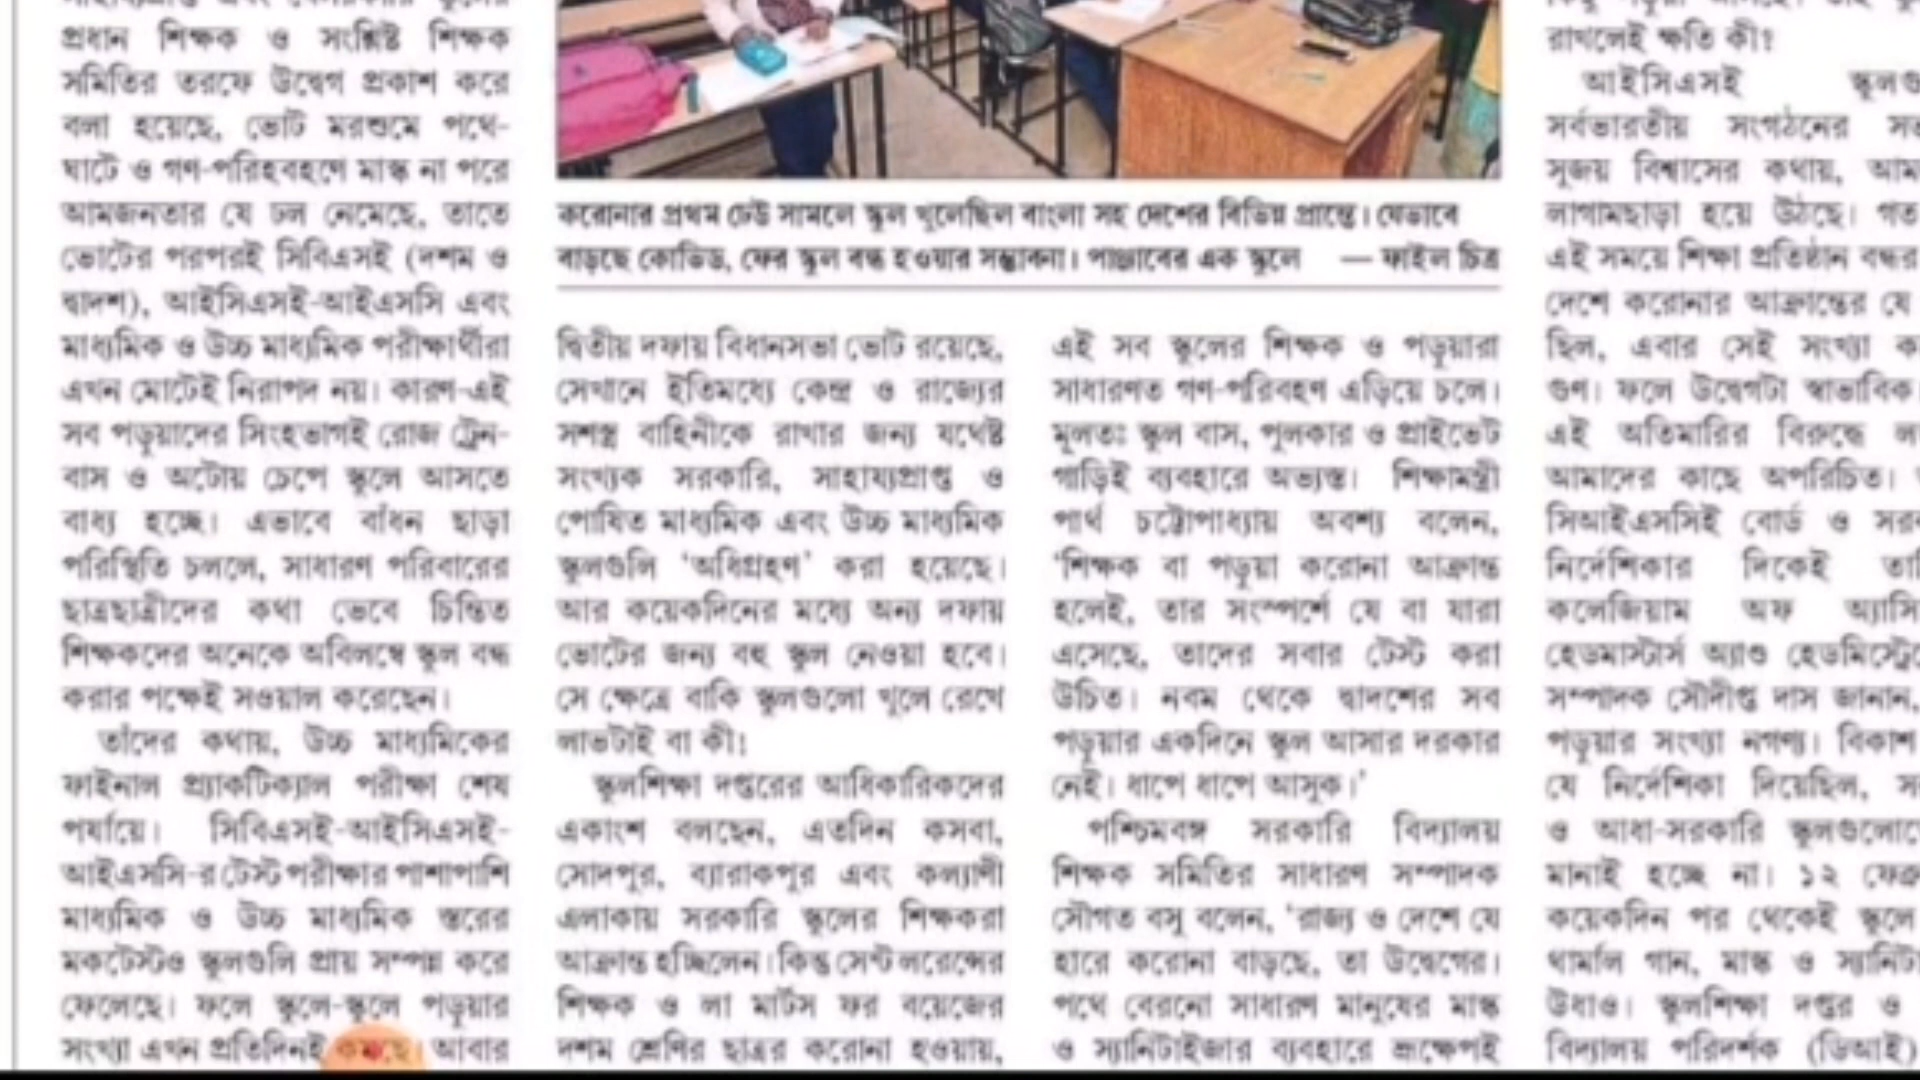 প্রধান শিক্ষক ও সংশ্লিষ্ট শিক্ষক
সমিতির তরফে উদ্বেগ প্রকাশ করে
বলা হয়েছে, ভোট মরশুমে পথে-
ঘাটে ও গণ-পরিহবহণে মাস্ক না পরে
আমজনতার যে ঢল নেমেছে, তাতে
ভোটের পরপরই সিবিএসই (দশম ও
দ্বাদশ), আইসিএসই-আইএসসি এবং
মাধ্যমিক ও উচ্চ মাধ্যমিক পরীক্ষার্থীরা
এখন মোটেই নিরাপদ নয়। কারণ-এই
সব পড়ুয়াদের সিংহভাগই রোজ ট্রেন-
বাস ও অটোয় চেপে স্কুলে আসতে
বাধ্য হচ্ছে। এভাবে বাঁধন ছাড়া
পরিস্থিতি চললে, সাধারণ পরিবারের
ছাত্রছাত্রীদের কথা ভেবে চিন্তিত
শিক্ষকদের অনেকে অবিলম্বে স্কুল বন্ধ
করার পক্ষেই সওয়াল করেছেন।
তাঁদের কথায়, উচ্চ মাধ্যমিকের
ফাইনাল প্র্যাকটিক্যাল পরীক্ষা শেষ
পর্যায়ে। সিবিএসই-আইসিএসই-
আইএসসি-র টেস্ট পরীক্ষার পাশাপাশি
মাধ্যমিক ও উচ্চ মাধ্যমিক স্তরের
মকটেস্টও স্কুলগুলি প্রায় সম্পন্ন করে
ফেলেছে। ফলে স্কুলে-স্কুলে পড়ুয়ার
সংখ্যা এখন প্রতিদিনই কমছে। আবার
করোনার প্রথম ঢেউ সামলে স্কুল খুলেছিল বাংলা সহ দেশের বিভিন্ন প্রান্তে। যেভাবে
বাড়ছে কোভিড, ফের স্কুল বন্ধ হওয়ার সম্ভাবনা। পাঞ্জাবের এক স্কুলে — ফাইল চিত্র
দ্বিতীয় দফায় বিধানসভা ভোট রয়েছে,
সেখানে ইতিমধ্যে কেন্দ্র ও রাজ্যের
সশস্ত্র বাহিনীকে রাখার জন্য যথেষ্ট
সংখ্যক সরকারি, সাহায্যপ্রাপ্ত ও
পোষিত মাধ্যমিক এবং উচ্চ মাধ্যমিক
স্কুলগুলি ‘অধিগ্রহণ’ করা হয়েছে।
আর কয়েকদিনের মধ্যে অন্য দফায়
ভোটের জন্য বহু স্কুল নেওয়া হবে।
সে ক্ষেত্রে বাকি স্কুলগুলো খুলে রেখে
লাভটাই বা কী!
স্কুলশিক্ষা দপ্তরের আধিকারিকদের
একাংশ বলছেন, এতদিন কসবা,
সোদপুর, ব্যারাকপুর এবং কল্যাণী
এলাকায় সরকারি স্কুলের শিক্ষকরা
আক্রান্ত হচ্ছিলেন। কিন্তু সেন্ট লরেন্সের
শিক্ষক ও লা মার্টস ফর বয়েজের
দশম শ্রেণির ছাত্রর করোনা হওয়ায়,
এই সব স্কুলের শিক্ষক ও পড়ুয়ারা
সাধারণত গণ-পরিবহণ এড়িয়ে চলে।
মূলতঃ স্কুল বাস, পুলকার ও প্রাইভেট
গাড়িই ব্যবহারে অভ্যস্ত। শিক্ষামন্ত্রী
পার্থ চট্টোপাধ্যায় অবশ্য বলেন,
‘শিক্ষক বা পড়ুয়া করোনা আক্রান্ত
হলেই, তার সংস্পর্শে যে বা যারা
এসেছে, তাদের সবার টেস্ট করা
উচিত। নবম থেকে দ্বাদশের সব
পড়ুয়ার একদিনে স্কুল আসার দরকার
নেই। ধাপে ধাপে আসুক।’
পশ্চিমবঙ্গ সরকারি বিদ্যালয়
শিক্ষক সমিতির সাধারণ সম্পাদক
সৌগত বসু বলেন, ‘রাজ্য ও দেশে যে
হারে করোনা বাড়ছে, তা উদ্বেগের।
পথে বেরনো সাধারণ মানুষের মাস্ক
ও স্যানিটাইজার ব্যবহারে ভ্রূক্ষেপই
রাখলেই ক্ষতি কী?
আইসিএসই
সর্বভারতীয় সংগঠনের
সূজয় বিশ্বাসের কথায়,
লাগামছাড়া হয়ে উঠছে। গত
এই সময়ে শিক্ষা প্রতিষ্ঠান বন্ধর
দেশে করোনার আক্রান্তের যে
ছিল, এবার সেই সংখ্যা
গুণ। ফলে উদ্বেগটা স্বাভাবিক।
এই অতিমারির বিরুদ্ধে
আমাদের কাছে অপরিচিত।
সিআইএসসিই বোর্ড ও
নির্দেশিকার দিকেই
কলেজিয়াম অফ
হেডমাস্টার্স অ্যাণ্ড
সম্পাদক সৌদীপ্ত দাস জানান,
পড়ুয়ার সংখ্যা নগণ্য। বিকাশ
যে নির্দেশিকা দিয়েছিল,
ও আধা-সরকারি
মানাই হচ্ছে না। ১২
কয়েকদিন পর থেকেই স্কুলে
থার্মাল গান, মাস্ক ও
উধাও। স্কুলশিক্ষা দপ্তর ও
বিদ্যালয় পরিদর্শক (ডিআই)